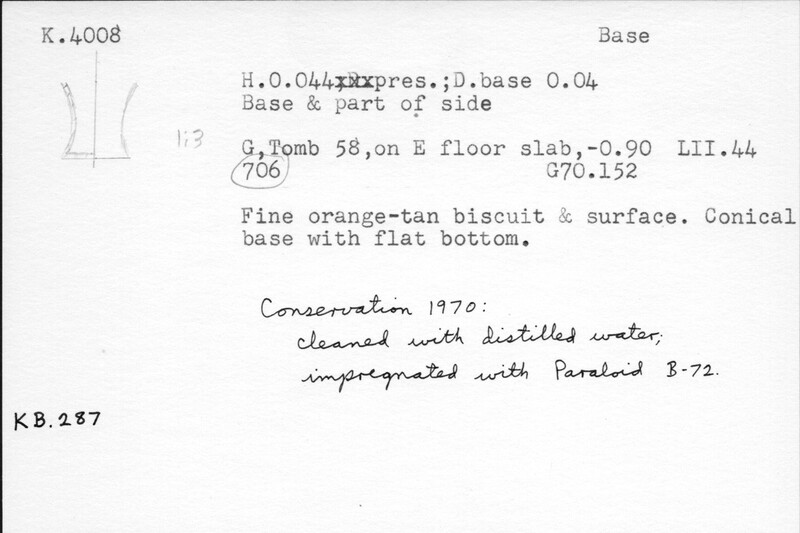 K.4008 Base
H.0.044 pres.;D.base 0.04
Base & part of side
1:3
G,Tomb 58,on E floor slab,-0.90 LII.44
706 G70.152
Fine orange-tan biscuit & surface. Conical
base with flat bottom.
Conservation 1970:
cleaned with distilled water;
impregnated with Paraloid B-72.
KB.287